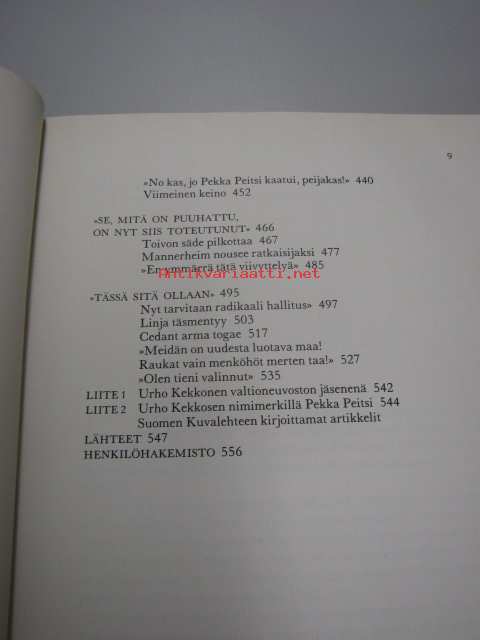 9
»No kas, jo Pekka Peitsi kaatui, peijakas!» 440
Viimeinen keino 452
»SE, MITÄ ON PUUHATTU,
ON NYT SIIS TOTEUTUNUT» 466
Toivon säde pilkottaa 467
Mannerheim nousee ratkaisijaksi 477
»En ymmärrä tätä viivyttelyä» 485
Antikvariaatti.net
»TÄSSÄ SITÄ OLLAAN» 495
Nyt tarvitaan radikaali hallitus» 497
Linja täsmentyy 503
Cedant arma togae 517
»Meidän on uudesta luotava maa!
Raukat vain menköhöt merten taa!» 527
»Olen tieni valinnut» 535
LIITE 1 Urho Kekkonen valtioneuvoston jäsenenä 542
LIITE 2 Urho Kekkosen nimimerkillä Pekka Peitsi 544
Suomen Kuvalehteen kirjoittamat artikkelit
LÄHTEET 547
HENKILÖHAKEMISTO 556